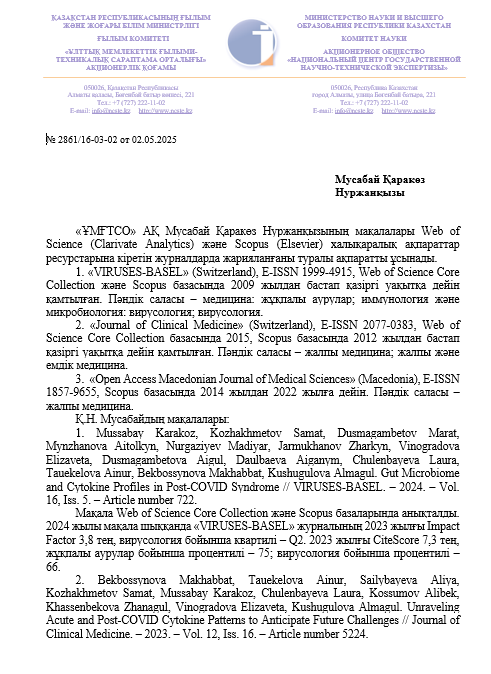 ҚАЗАҚСТАН РЕСПУБЛИКАСЫНЫҢ ҒЫЛЫМ
ЖӘНЕ ЖОҒАРЫ БІЛІМ МИНИСТРЛІГІ
ҒЫЛЫМ КОМИТЕТІ
«ҰЛТТЫҚ МЕМЛЕКЕТТІК ҒЫЛЫМИ-
ТЕХНИКАЛЫҚ САРАПТАМА ОРТАЛЫҒЫ»
АКЦИОНЕРЛІК ҚОҒАМЫ
050026, Қазақстан Республикасы
Алматы қаласы, Бөгенбай батыр көшесі, 221
Тел.: +7 (727) 222-11-02
E-mail: info@ncste.kz http://www.ncste.kz
МИНИСТЕРСТВО НАУКИ И ВЫСШЕГО
ОБРАЗОВАНИЯ РЕСПУБЛИКИ КАЗАХСТАН
КОМИТЕТ НАУКИ
АКЦИОНЕРНОЕ ОБЩЕСТВО
«НАЦИОНАЛЬНЫЙ ЦЕНТР ГОСУДАРСТВЕННОЙ
НАУЧНО-ТЕХНИЧЕСКОЙ ЭКСПЕРТИЗЫ»
050026, Республика Казахстан
город Алматы, улица Богенбай батыра, 221
Тел.: +7 (727) 222-11-02
E-mail: info@ncste.kz http://www.ncste.kz
№ 2861/16-03-02 от 02.05.2025
Мусабай Қаракөз
Нуржанқызы
«ҰМҒТСО» АҚ Мусабай Қаракөз Нуржанқызының мақалалары Web of
Science (Clarivate Analytics) және Scopus (Elsevier) халықаралық ақпараттар
ресурстарына кіретін журналдарда жарияланғаны туралы ақпаратты ұсынады.
1. «VIRUSES-BASEL» (Switzerland), E-ISSN 1999-4915, Web of Science Core
Collection және Scopus базасында 2009 жылдан бастап қазіргі уақытқа дейін
қамтылған. Пәндік саласы – медицина: жұқпалы аурулар; иммунология және
микробиология: вирусология; вирусология.
2. «Journal of Clinical Medicine» (Switzerland), E-ISSN 2077-0383, Web of
Science Core Collection базасында 2015, Scopus базасында 2012 жылдан бастап
қазіргі уақытқа дейін қамтылған. Пәндік саласы – жалпы медицина; жалпы және
емдік медицина.
3. «Open Access Macedonian Journal of Medical Sciences» (Macedonia), E-ISSN
1857-9655, Scopus базасында 2014 жылдан 2022 жылға дейін. Пәндік саласы –
жалпы медицина.
Қ.Н. Мусабайдың мақалалары:
1. Mussabay Karakoz, Kozhakhmetov Samat, Dusmagambetov Marat,
Mynzhanova Aitolkyn, Nurgaziyev Madiyar, Jarmukhanov Zharkyn, Vinogradova
Elizaveta, Dusmagambetova Aigul, Daulbaeva Aiganym, Chulenbayeva Laura,
Tauekelova Ainur, Bekbossynova Makhabbat, Kushugulova Almagul. Gut Microbiome
and Cytokine Profiles in Post-COVID Syndrome // VIRUSES-BASEL. – 2024. – Vol.
16, Iss. 5. – Article number 722.
Мақала Web of Science Core Collection және Scopus базаларында анықталды.
2024 жылы мақала шыққанда «VIRUSES-BASEL» журналының 2023 жылғы Impact
Factor 3,8 тең, вирусология бойынша квартилі – Q2. 2023 жылғы CiteScore 7,3 тең,
жұқпалы аурулар бойынша процентилі – 75; вирусология бойынша процентилі –
66.
2. Bekbossynova Makhabbat, Tauekelova Ainur, Sailybayeva Aliya,
Kozhakhmetov Samat, Mussabay Karakoz, Chulenbayeva Laura, Kossumov Alibek,
Khassenbekova Zhanagul, Vinogradova Elizaveta, Kushugulova Almagul. Unraveling
Acute and Post-COVID Cytokine Patterns to Anticipate Future Challenges // Journal of
Clinical Medicine. – 2023. – Vol. 12, Iss. 16. – Article number 5224.